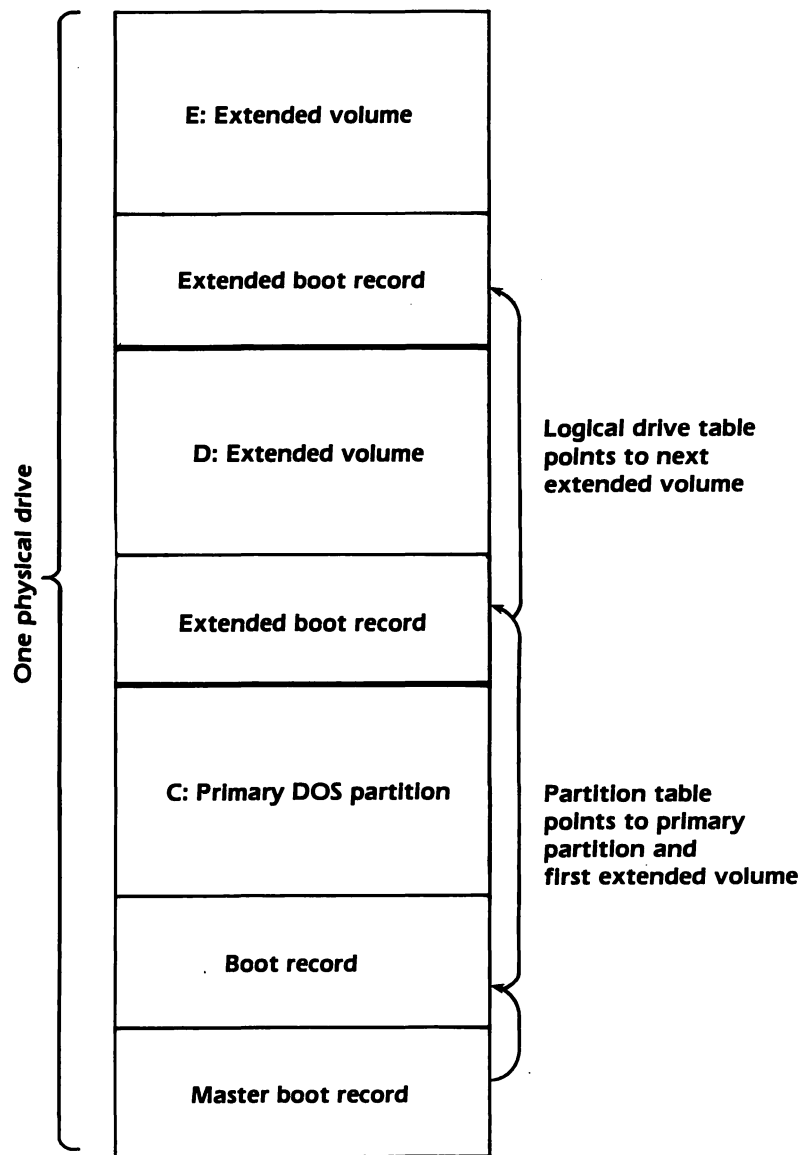 E: Extended volume
Extended boot record
D: Extended volume
Logical drive table
points to next
extended volume
One physical drive
Extended boot record
C: Primary DOS partition
Partition table
points to primary
partition and
first extended volume
Boot record
Master boot record